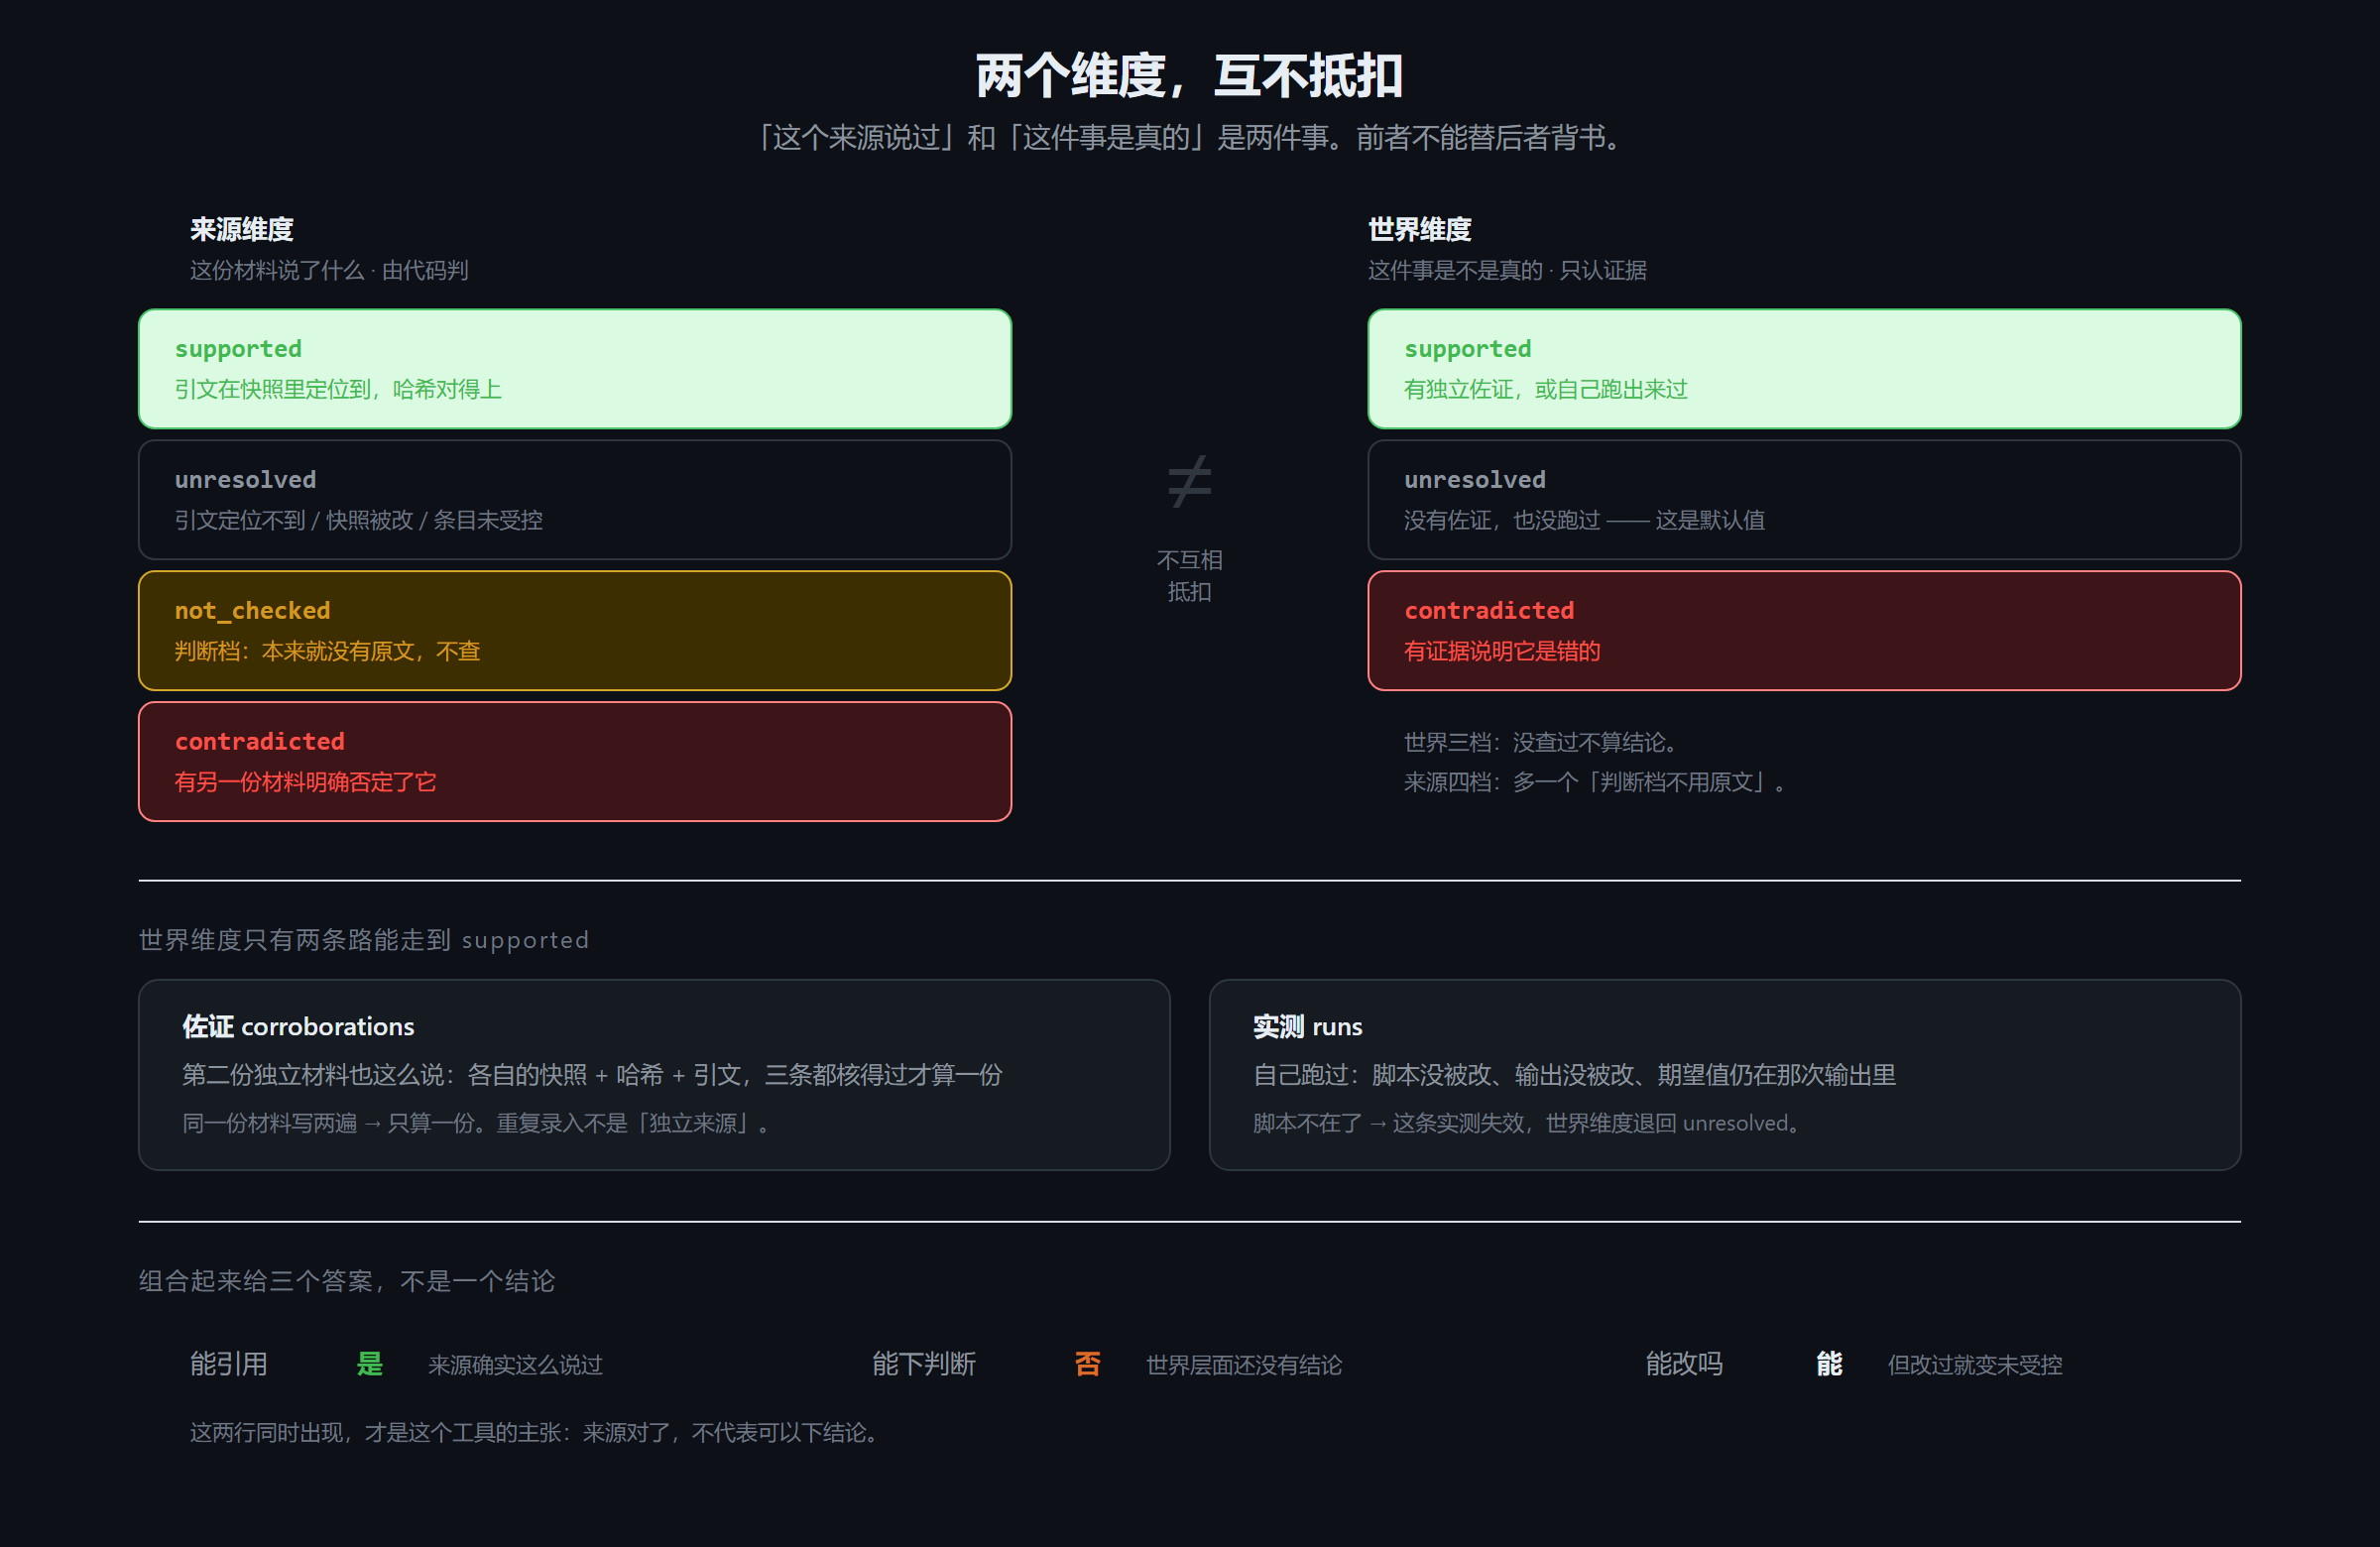 两个维度，互不抵扣
「这个来源说过」和「这件事是真的」是两件事。前者不能替后者背书。
来源维度
这份材料说了什么 · 由代码判
supported
引文在快照里定位到，哈希对得上
unresolved
引文定位不到 / 快照被改 / 条目未受控
not_checked
判断档：本来就没有原文，不查
contradicted
有另一份材料明确否定了它
≠
不互相
抵扣
世界维度
这件事是不是真的 · 只认证据
supported
有独立佐证，或自己跑出来过
unresolved
没有佐证，也没跑过 —— 这是默认值
contradicted
有证据说明它是错的
世界三档：没查过不算结论。
来源四档：多一个「判断档不用原文」。
世界维度只有两条路能走到 supported
佐证 corroborations
第二份独立材料也这么说：各自的快照 + 哈希 + 引文，三条都核得过才算一份
同一份材料写两遍 → 只算一份。重复录入不是「独立来源」。
实测 runs
自己跑过：脚本没被改、输出没被改、期望值仍在那次输出里
脚本不在了 → 这条实测失效，世界维度退回 unresolved。
组合起来给三个答案，不是一个结论
能引用 是 来源确实这么说过
能下判断 否 世界层面还没有结论
能改吗 能 但改过就变未受控
这两行同时出现，才是这个工具的主张：来源对了，不代表可以下结论。